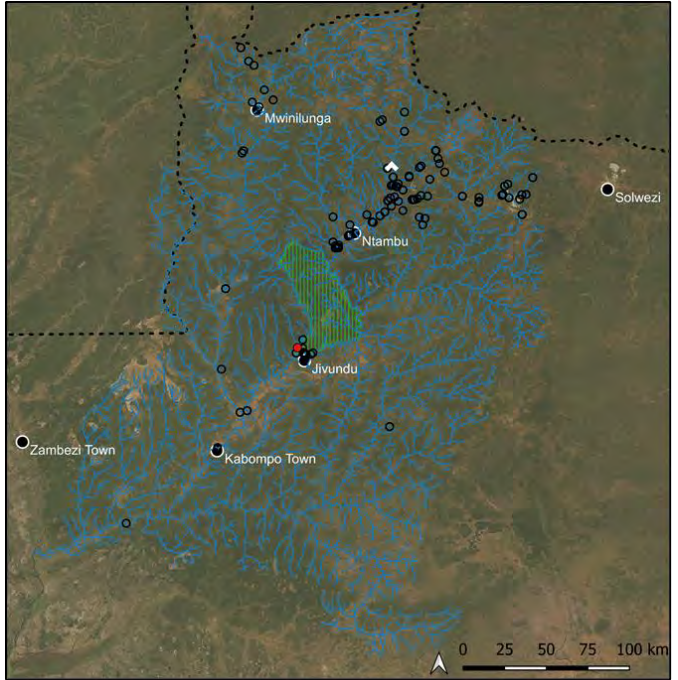 Mwinilunga
Solwezi
Ntambu
Jivundu
Zambezi Town
Kabompo Town
0 25 50 75 100 km